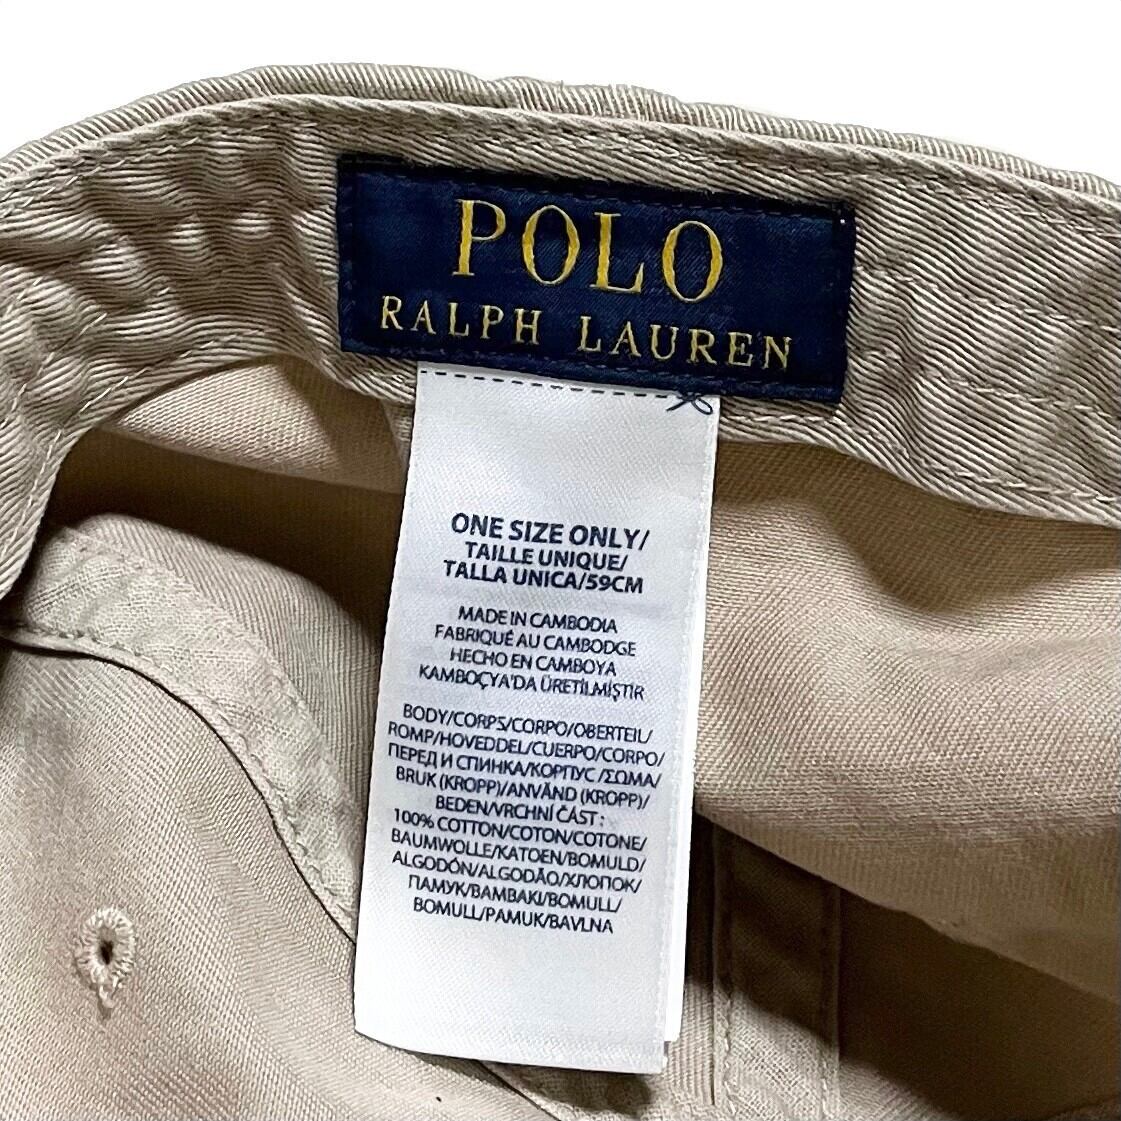 POLO
RALPH LAUREN
ONE SIZE ONLY/
TAILLE UNIQUE/
TALLA UNICA/59CM
MADE IN CAMBODIA
FABRIQUÉ AU CAMBODGE
HECHO EN CAMBOYA
KAMBOÇYA'DA ÜRETİLMİŞTİR
BODY/CORPS/CORPO/OBERTEIL/
ROMP/HOVEDDEL/CUERPO/CORPO/
ПЕРЕД И СПИНКА/КОРПУС/ΣΩΜΑ/
BRUK (KROPP)/ANVÄND (KROPP)/
BEDEN/VRCHNÍ ČÁST :
100% COTTON/COTON/COTONE/
BAUMWOLLE/KATOEN/BOMULD/
ALGODÓN/ALGODÃO/ХЛОПОК/
ПАМУК/BAMBAKI/BOMULL/
BOMULL/PAMUK/BAVLNA